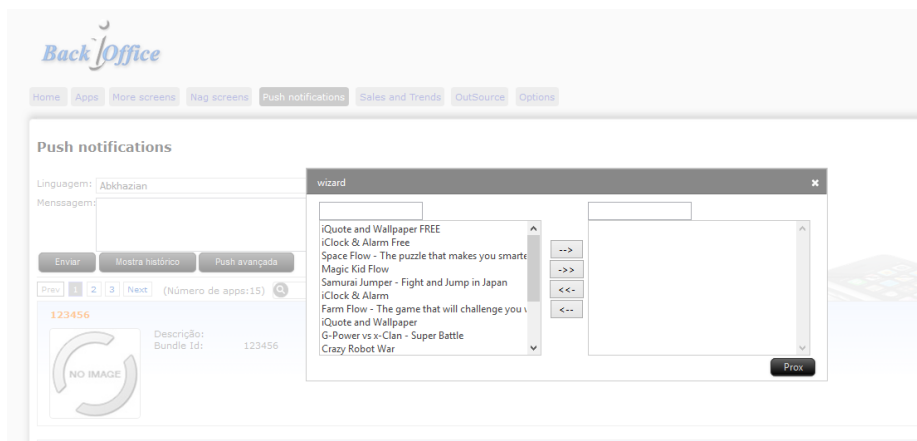 Back Office
Home Apps More screens Nag screens Push notifications Sales and Trends OutSource Options
Push notifications
Linguagem: Abkhazian
Menssagem:
Enviar Mostra histórico Push avançada
Prev 1 2 3 Next (Número de apps:15)
123456
Descrição:
Bundle Id: 123456
NO IMAGE
wizard
iQuote and Wallpaper FREE
iClock & Alarm Free
Space Flow - The puzzle that makes you smarte
Magic Kid Flow
Samurai Jumper - Fight and Jump in Japan
iClock & Alarm
Farm Flow - The game that will challenge you
iQuote and Wallpaper
G-Power vs x-Clan - Super Battle
Crazy Robot War
-->
->>
<<-
<--
Prox